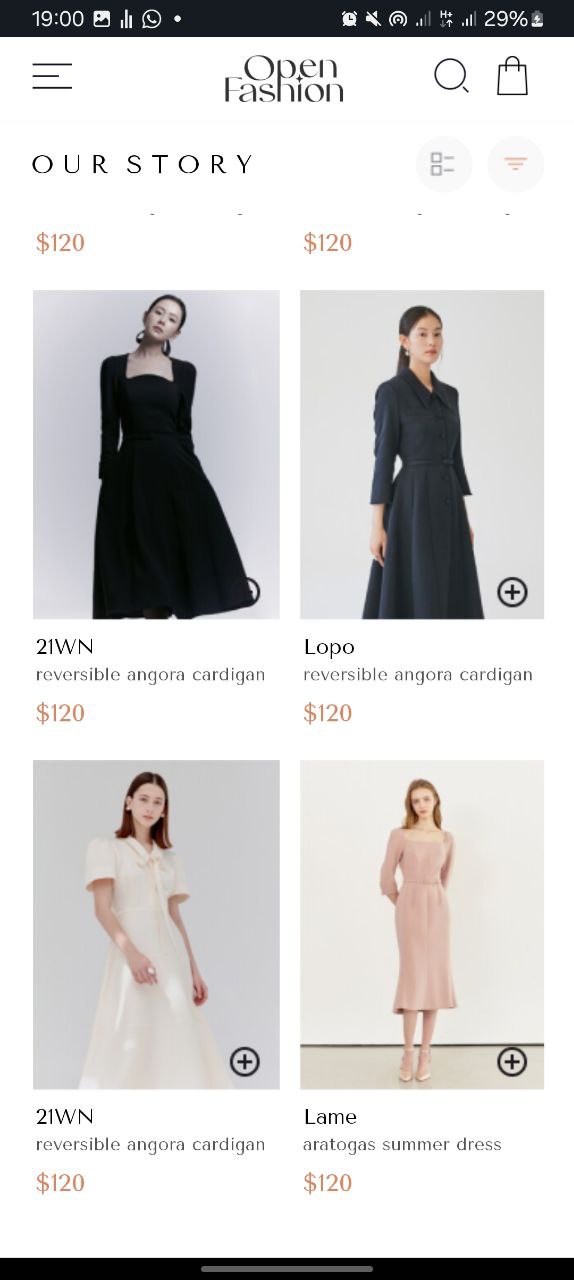 19:00
29%
Open
Fashion
OUR STORY
$120 $120
21WN Lopo
reversible angora cardigan reversible angora cardigan
$120 $120
21WN Lame
reversible angora cardigan aratogas summer dress
$120 $120